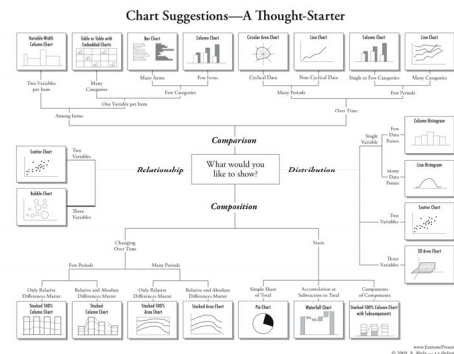 Chart Suggestions—A Thought-Starter
Variable Width
Column Chart
Table or Table with
Embedded Charts
Bar Chart
Column Chart
Circular Area Chart
Line Chart
Column Chart
Line Chart
Two Variables
per Item
Many
Categories
Many Items
Few Items
Cyclical Data
Non-Cyclical Data
Single or Few Categories
Many Categories
Few Categories
Many Periods
Few Periods
One Variable per Item
Among Items
Over Time
Comparison
What would you
like to show?
Relationship
Distribution
Composition
Scatter Chart
Two
Variables
Bubble Chart
Three
Variables
Single
Variable
Few
Data
Points
Column Histogram
Many
Data
Points
Line Histogram
Two
Variables
Scatter Chart
Three
Variables
3D Area Chart
Changing
Over Time
Static
Few Periods
Many Periods
Only Relative
Differences Matter
Relative and Absolute
Differences Matter
Only Relative
Differences Matter
Relative and Absolute
Differences Matter
Simple Share
of Total
Accumulation or
Subtraction to Total
Components
of Components
Stacked 100%
Column Chart
Stacked
Column Chart
Stacked 100%
Area Chart
Stacked Area Chart
Pie Chart
Waterfall Chart
Stacked 100% Column Chart
with Subcomponents